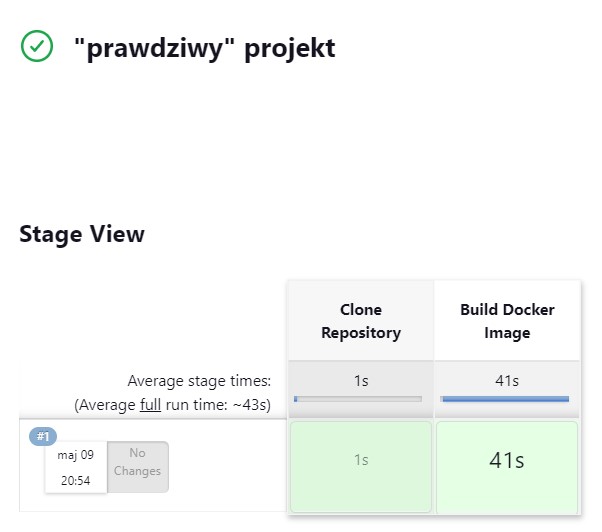 "prawdziwy" projekt
Stage View
Clone
Repository
Build Docker
Image
Average stage times:
(Average full run time: ~43s)
1s
41s
#1
maj 09
20:54
No
Changes
1s
41s